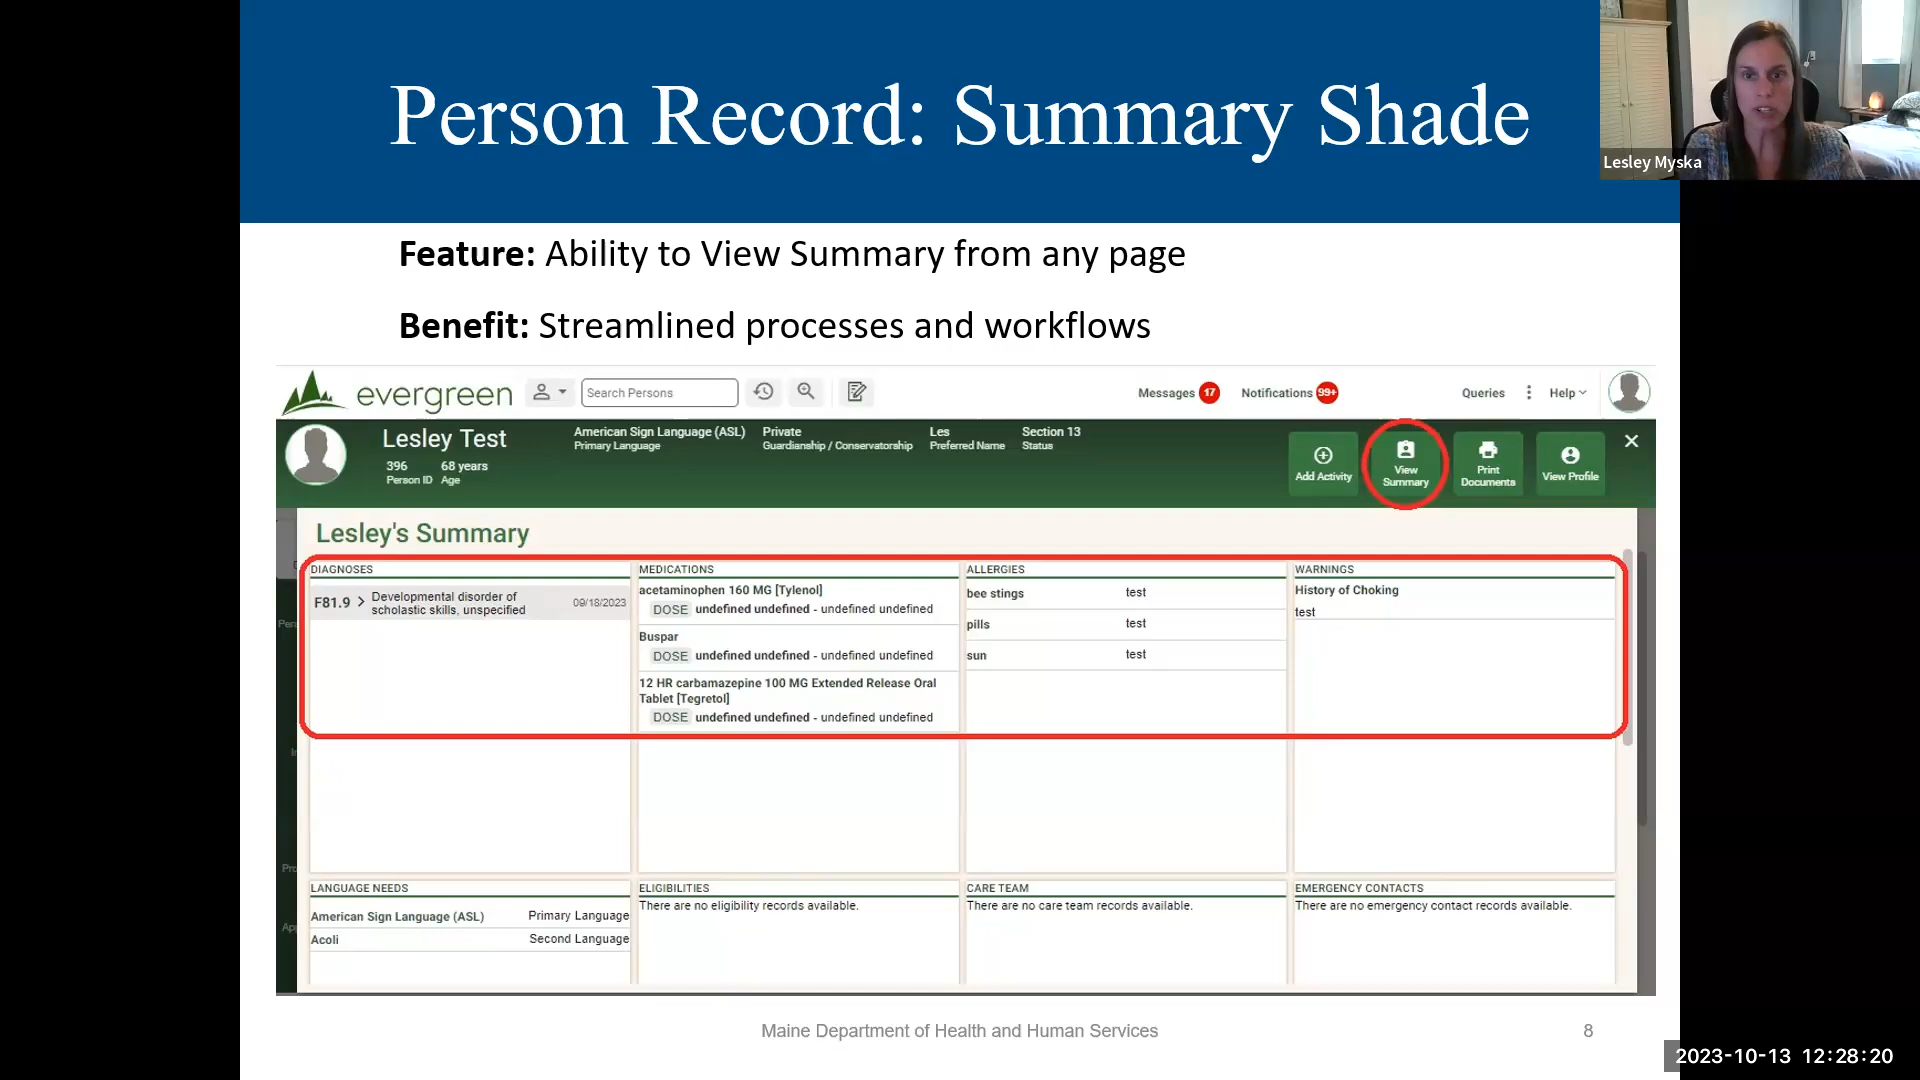 Person Record: Summary Shade
Lesley Myska
Feature: Ability to View Summary from any page
Benefit: Streamlined processes and workflows
evergreen
Search Persons
Messages 17
Notifications 99+
Queries
Help
Lesley Test
396 68 years
Person ID Age
American Sign Language (ASL)
Primary Language
Private
Guardianship / Conservatorship
Les
Preferred Name
Section 13
Status
Add Activity
View
Summary
Print
Documents
View Profile
Lesley's Summary
DIAGNOSES
F81.9 Developmental disorder of
scholastic skills, unspecified
09/18/2023
MEDICATIONS
acetaminophen 160 MG [Tylenol]
DOSE undefined undefined - undefined undefined
Buspar
DOSE undefined undefined - undefined undefined
12 HR carbamazepine 100 MG Extended Release Oral
Tablet [Tegretol]
DOSE undefined undefined - undefined undefined
ALLERGIES
bee stings test
pills test
sun test
WARNINGS
History of Choking
test
LANGUAGE NEEDS
American Sign Language (ASL) Primary Language
Acoli Second Language
ELIGIBILITIES
There are no eligibility records available.
CARE TEAM
There are no care team records available.
EMERGENCY CONTACTS
There are no emergency contact records available.
Maine Department of Health and Human Services
8
2023-10-13 12:28:20